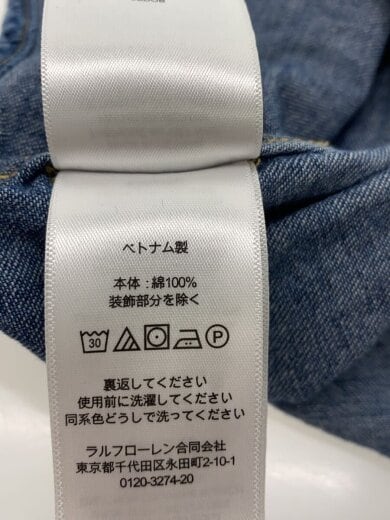 ベトナム製
本体 : 綿100%
装飾部分を除く
30 P
裏返してください
使用前に洗濯してください
同系色どうしで洗ってください
ラルフローレン合同会社
東京都千代田区永田町2-10-1
0120-3274-20